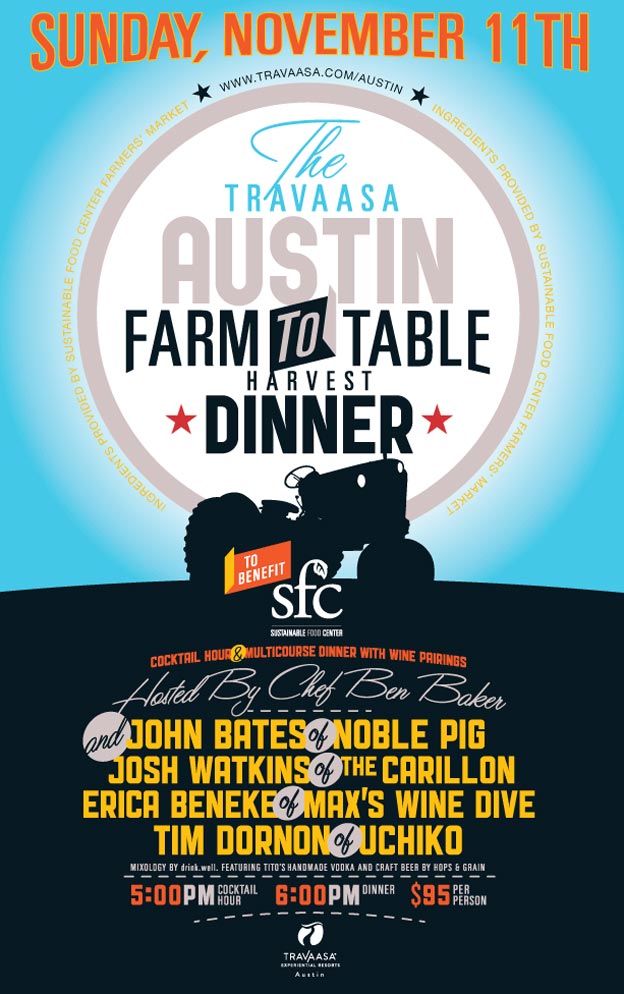 SUNDAY, NOVEMBER 11TH
WWW.TRAVAASA.COM/AUSTIN
INGREDIENTS PROVIDED BY SUSTAINABLE FOOD CENTER FARMERS' MARKET
INGREDIENTS PROVIDED BY SUSTAINABLE FOOD CENTER FARMERS' MARKET
The
TRAVAASA
AUSTIN
FARM TO TABLE
HARVEST
DINNER
TO
BENEFIT
sfc
SUSTAINABLE FOOD CENTER
COCKTAIL HOUR & MULTICOURSE DINNER WITH WINE PAIRINGS
Hosted By Chef Ben Baker
and JOHN BATES of NOBLE PIG
JOSH WATKINS of THE CARILLON
ERICA BENEKE of MAX'S WINE DIVE
TIM DORNON of UCHIKO
MIXOLOGY BY drink.well. FEATURING TITO'S HANDMADE VODKA AND CRAFT BEER BY HOPS & GRAIN
5:00PM COCKTAIL HOUR 6:00PM DINNER $95 PER PERSON
TRAVAASA
EXPERIENTIAL RESORTS
Austin